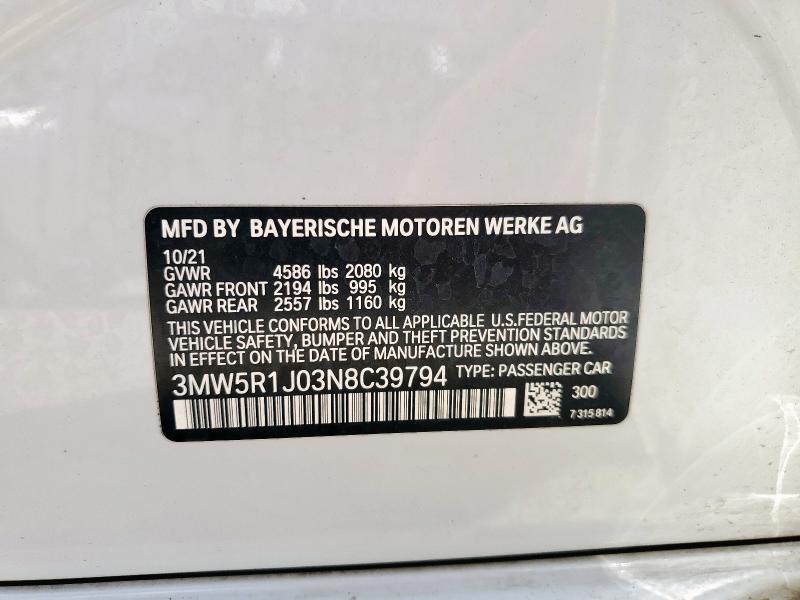 MFD BY BAYERISCHE MOTOREN WERKE AG
10/21
GVWR 4586 lbs 2080 kg
GAWR FRONT 2194 lbs 995 kg
GAWR REAR 2557 lbs 1160 kg
THIS VEHICLE CONFORMS TO ALL APPLICABLE U.S.FEDERAL MOTOR
VEHICLE SAFETY, BUMPER AND THEFT PREVENTION STANDARDS
IN EFFECT ON THE DATE OF MANUFACTURE SHOWN ABOVE.
3MW5R1J03N8C39794 TYPE: PASSENGER CAR
300
7 315 814